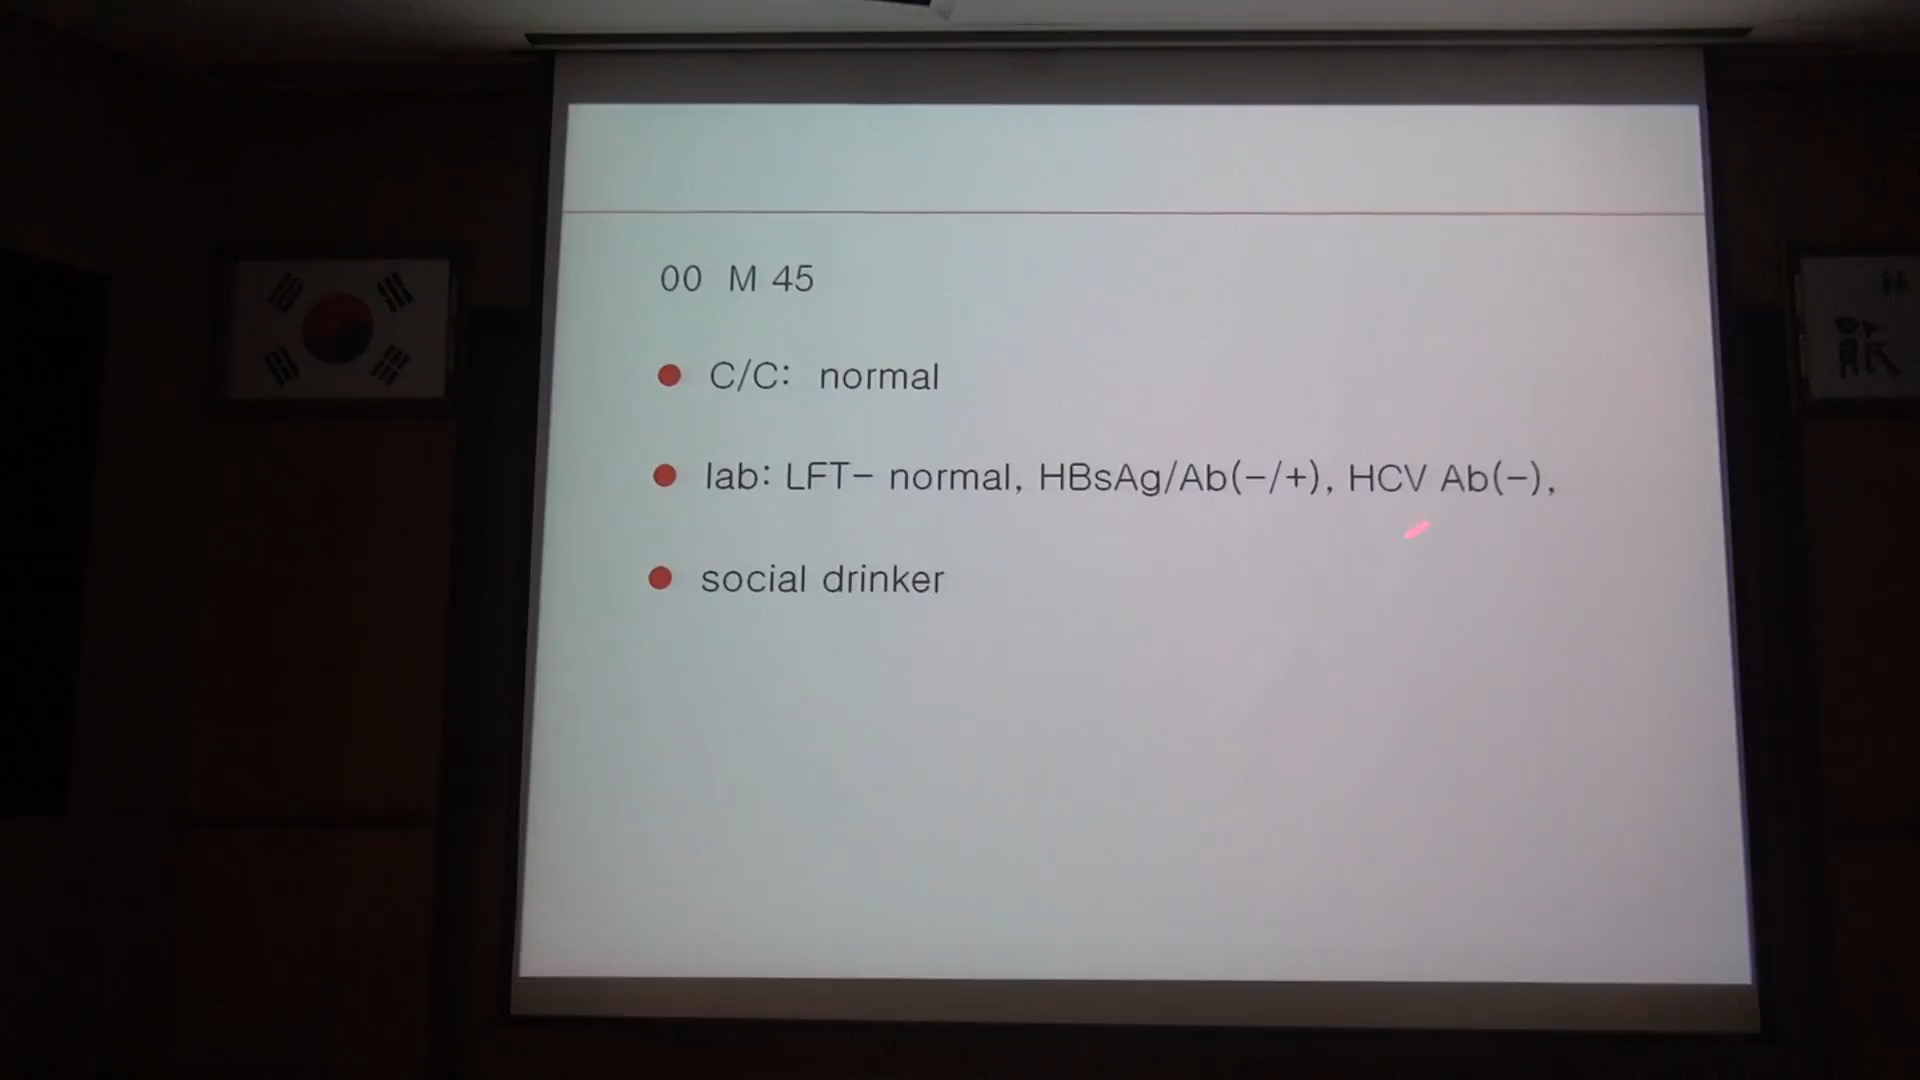 00 M 45
C/C: normal
lab: LFT- normal, HBsAg/Ab(-/+), HCV Ab(-),
social drinker